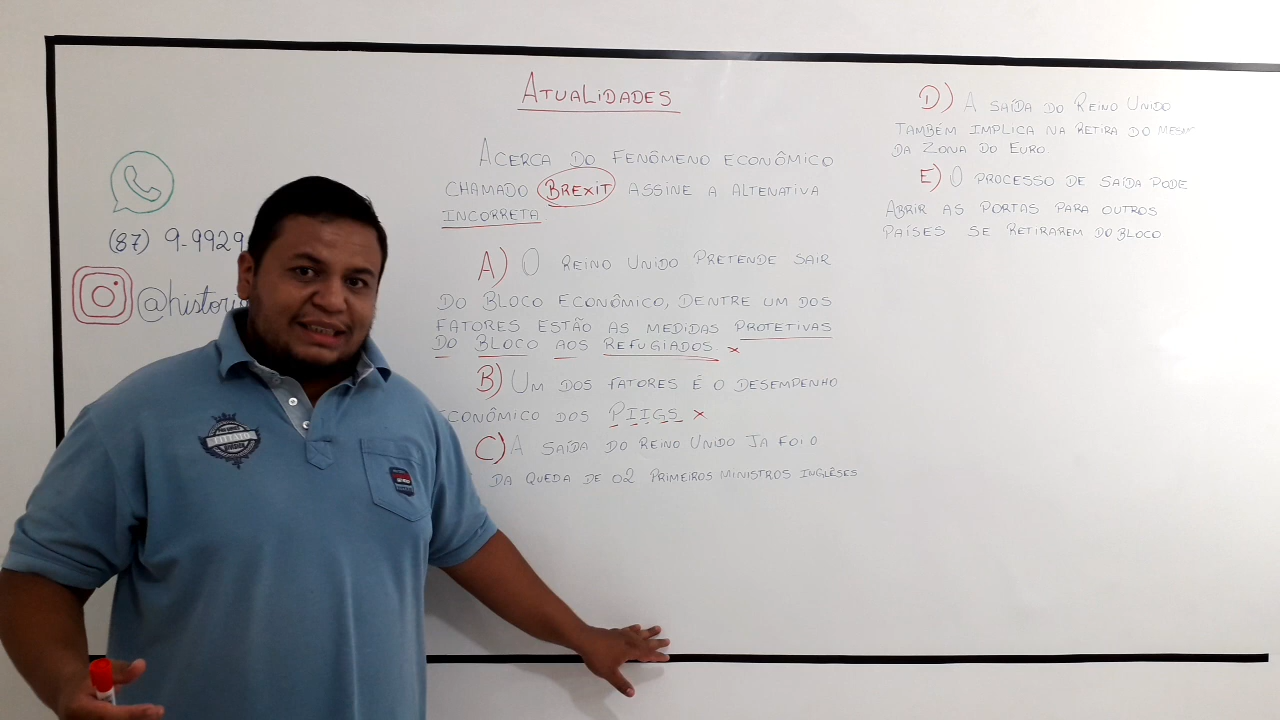 ATUALIDADES
ACERCA DO FENÔMENO ECONÔMICO
CHAMADO BREXIT ASSINE A ALTENATIVA
INCORRETA
A) O REINO UNIDO PRETENDE SAIR
DO BLOCO ECONÔMICO, DENTRE UM DOS
FATORES ESTÃO AS MEDIDAS PROTETIVAS
DO BLOCO AOS REFUGIADOS. x
B) UM DOS FATORES É O DESEMPENHO
ECONÔMICO DOS PIIGS x
C) A SAÍDA DO REINO UNIDO JA FOI O
DA QUEDA DE 02 PRIMEIROS MINISTROS INGLÊSES
D) A SAÍDA DO REINO UNIDO
TAMBÉM IMPLICA NA RETIRA DO MESMO
DA ZONA DO EURO.
E) O PROCESSO DE SAÍDA PODE
ABRIR AS PORTAS PARA OUTROS
PAÍSES SE RETIRAREM DO BLOCO
(87) 9-9929
@histori